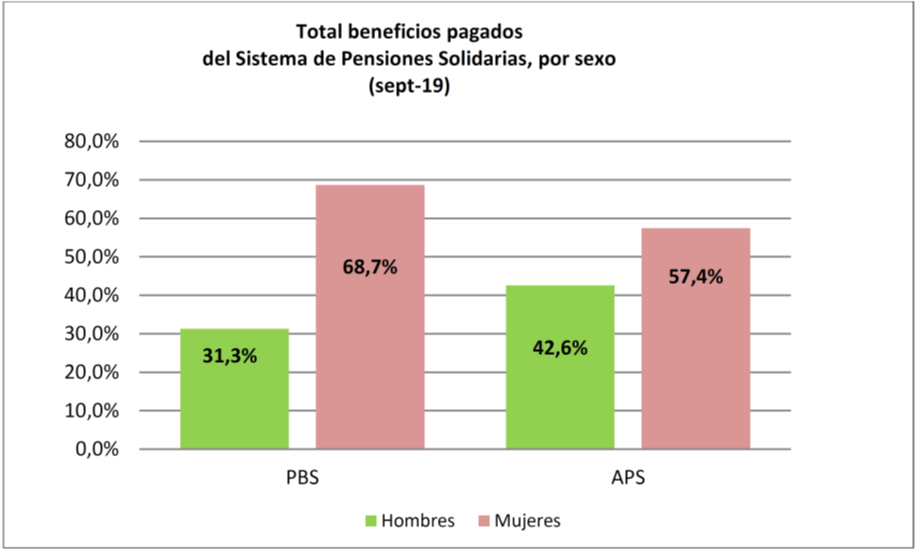 Total beneficios pagados
del Sistema de Pensiones Solidarias, por sexo
(sept-19)
80,0%
70,0%
60,0%
50,0%
40,0%
30,0%
20,0%
10,0%
0,0%
31,3%
68,7%
42,6%
57,4%
PBS
APS
Hombres
Mujeres